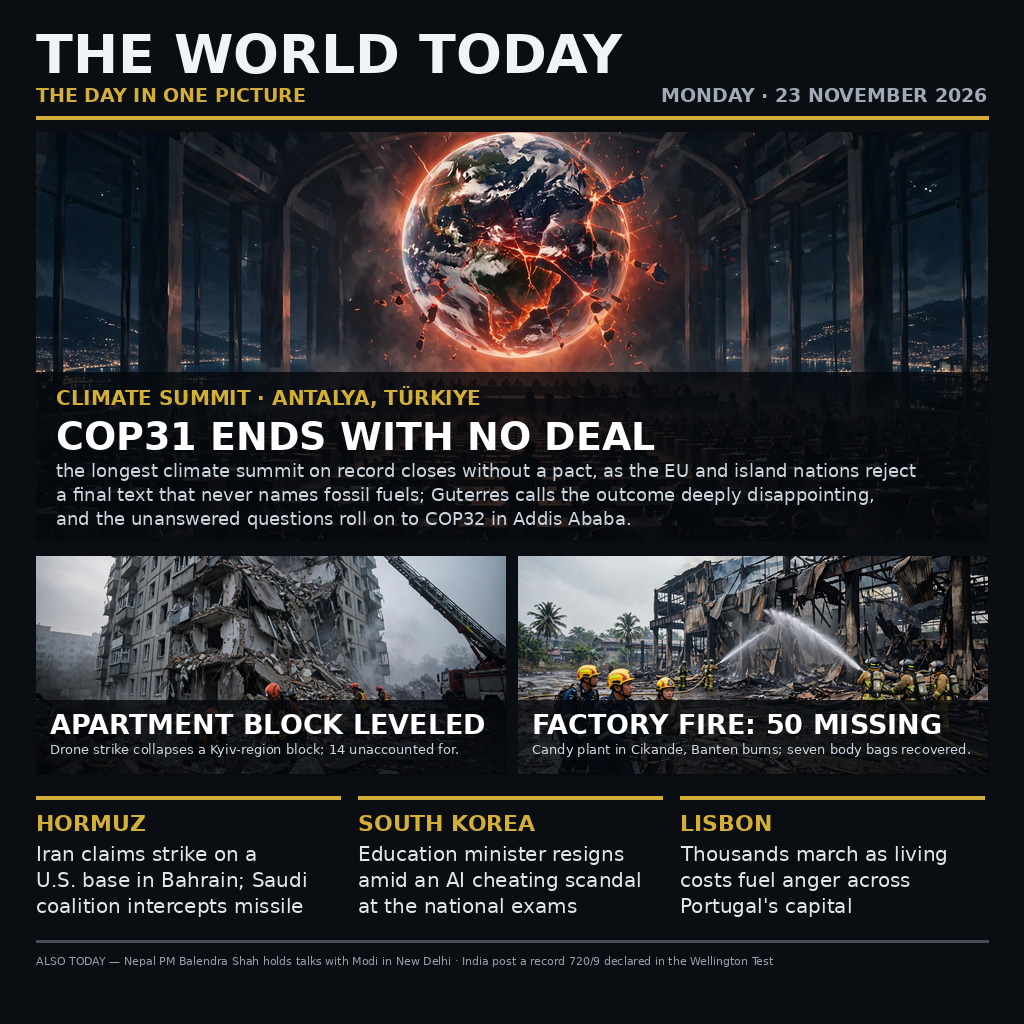 THE WORLD TODAY
THE DAY IN ONE PICTURE
MONDAY · 23 NOVEMBER 2026
CLIMATE SUMMIT · ANTALYA, TÜRKIYE
COP31 ENDS WITH NO DEAL
the longest climate summit on record closes without a pact, as the EU and island nations reject
a final text that never names fossil fuels; Guterres calls the outcome deeply disappointing,
and the unanswered questions roll on to COP32 in Addis Ababa.
APARTMENT BLOCK LEVELED
Drone strike collapses a Kyiv-region block; 14 unaccounted for.
FACTORY FIRE: 50 MISSING
Candy plant in Cikande, Banten burns; seven body bags recovered.
HORMUZ
Iran claims strike on a
U.S. base in Bahrain; Saudi
coalition intercepts missile
SOUTH KOREA
Education minister resigns
amid an AI cheating scandal
at the national exams
LISBON
Thousands march as living
costs fuel anger across
Portugal's capital
ALSO TODAY — Nepal PM Balendra Shah holds talks with Modi in New Delhi · India post a record 720/9 declared in the Wellington Test